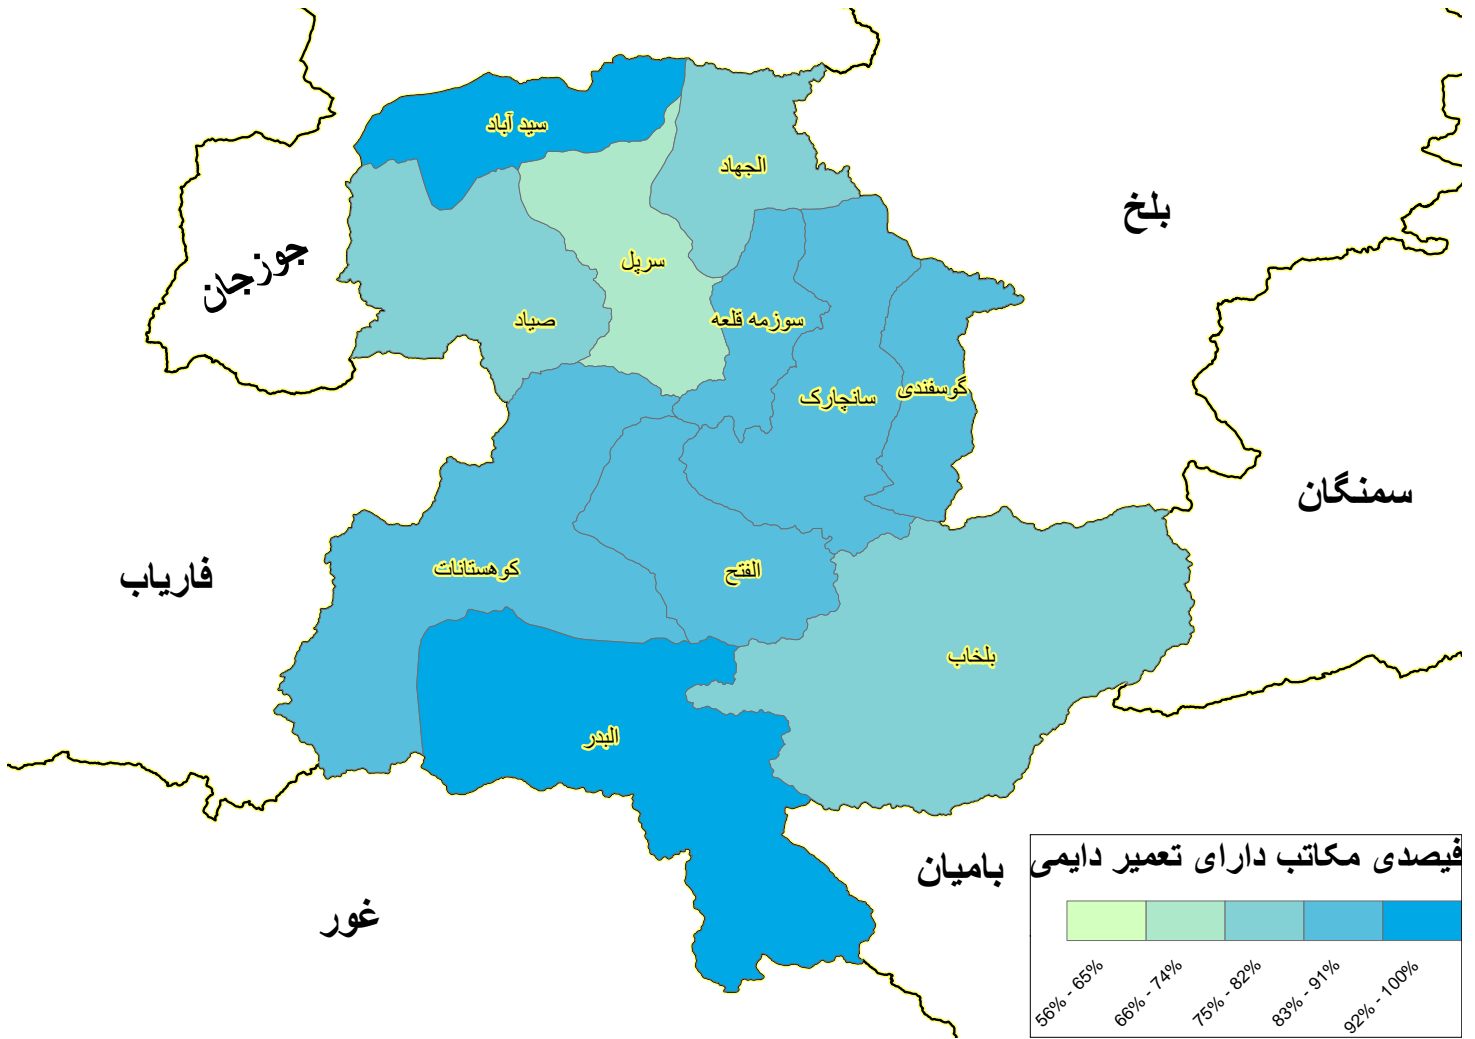 سید آباد
الجهاد
بلخ
جوزجان
سرپل
صیاد
سوزمه قلعه
سانچارک
گوسفندی
سمنگان
فاریاب
کوهستانات
الفتح
بلخاب
البدر
بامیان
غور
فیصدی مکاتب دارای تعمیر دایمی
56% - 65%
66% - 74%
75% - 82%
83% - 91%
92% - 100%